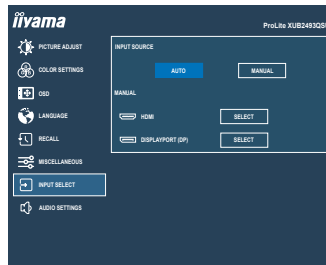 iiyama
ProLite XUB2493QS
PICTURE ADJUST
COLOR SETTINGS
OSD
LANGUAGE
RECALL
MISCELLANEOUS
INPUT SELECT
AUDIO SETTINGS
INPUT SOURCE
AUTO MANUAL
MANUAL
HDMI SELECT
DISPLAYPORT (DP) SELECT